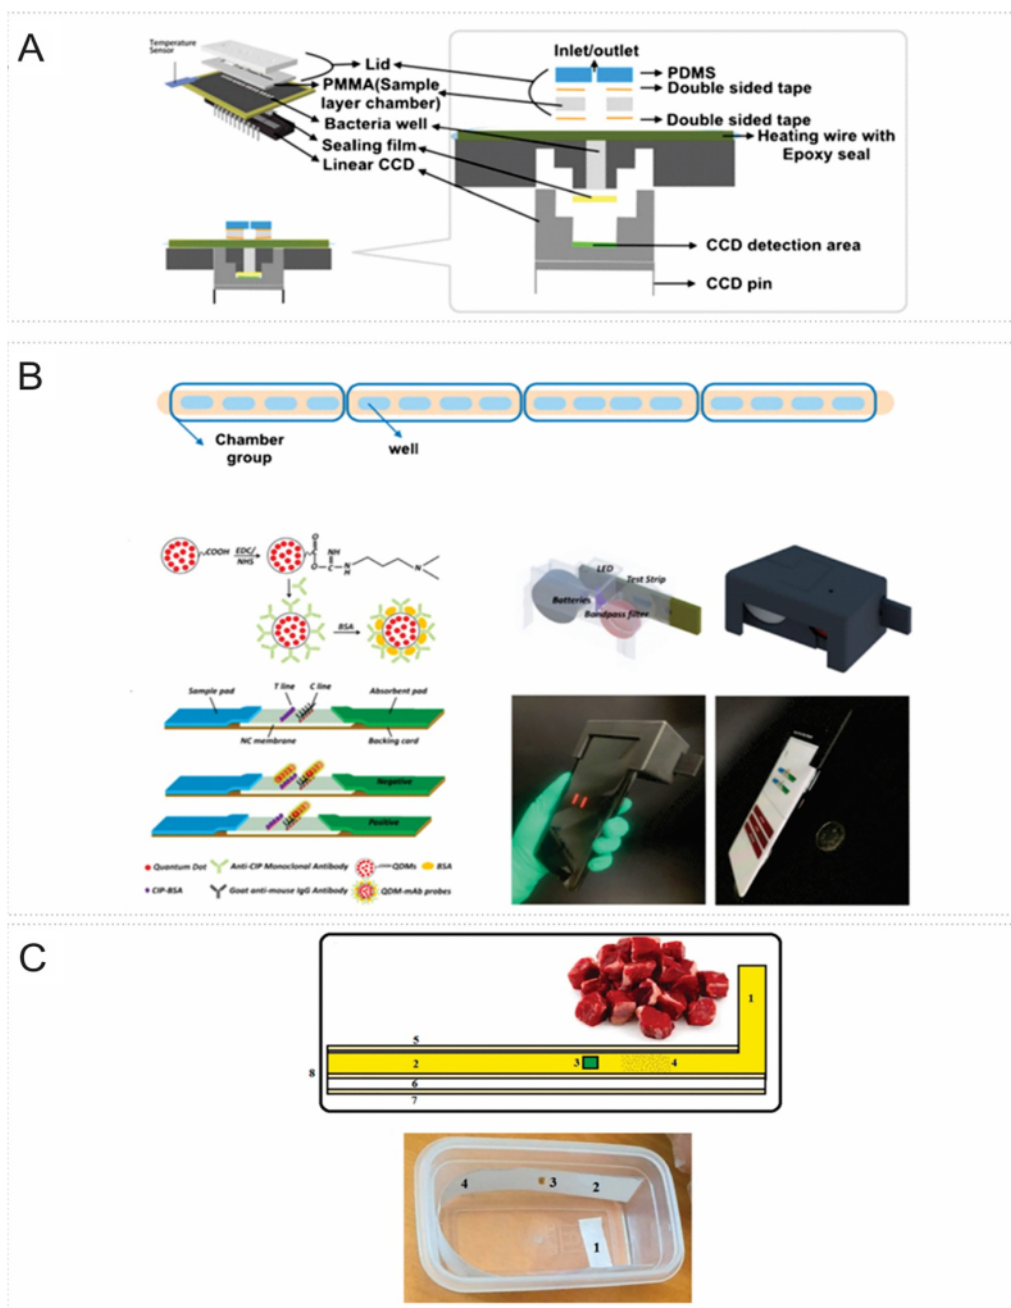 A
Temperature
Sensor
Lid
PMMA(Sample
layer chamber)
Bacteria well
Sealing film
Linear CCD
Inlet/outlet
PDMS
Double sided tape
Double sided tape
Heating wire with
Epoxy seal
CCD detection area
CCD pin
B
Chamber
group
well
COOH
EDC/
NHS
O
C
NH
O
C
N
H
N
BSA
LED
Test Strip
Batteries
Bandpass filter
Sample pad
T line
C line
Absorbent pad
NC membrane
Backing card
Negative
Positive
Quantum Dot
Anti-CIP Monoclonal Antibody
COOH QDMs
BSA
CIP-BSA
Goat anti-mouse IgG Antibody
QDM-mAb probes
C
1
5
2
3
4
8
6
7
4
3
2
1